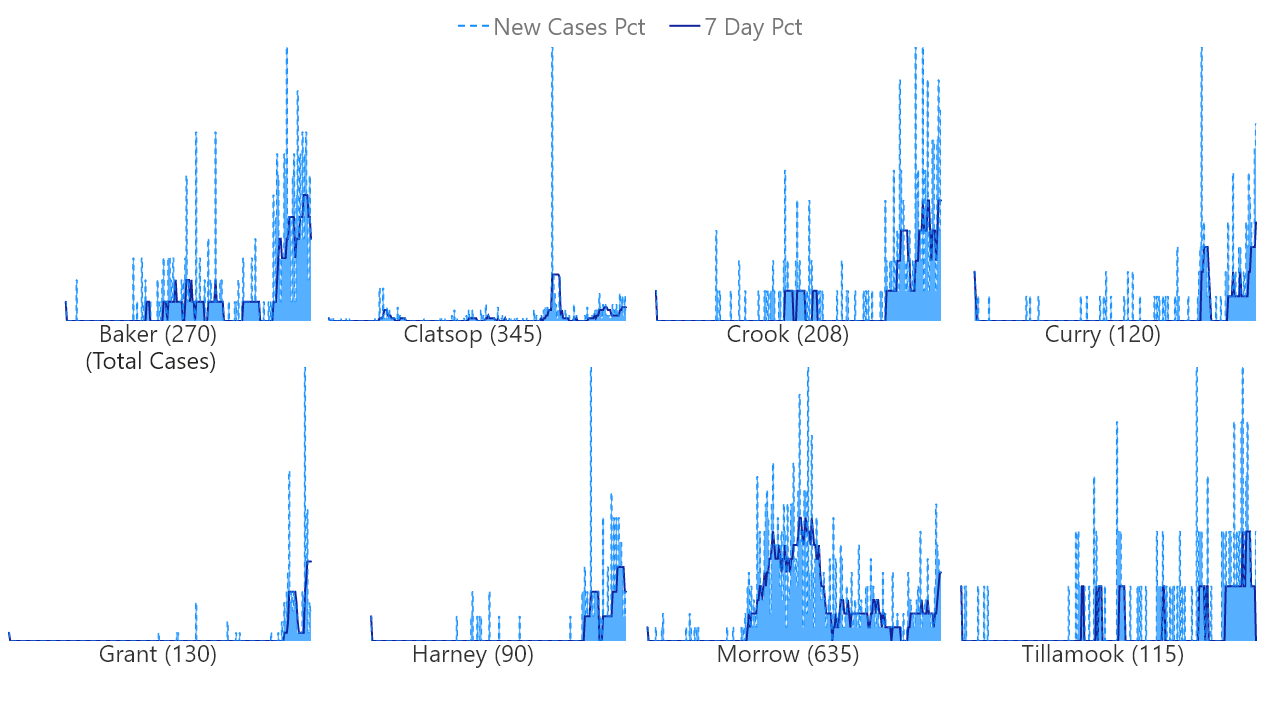 New Cases Pct 7 Day Pct
Baker (270) Clatsop (345) Crook (208) Curry (120)
(Total Cases)
Grant (130) Harney (90) Morrow (635) Tillamook (115)